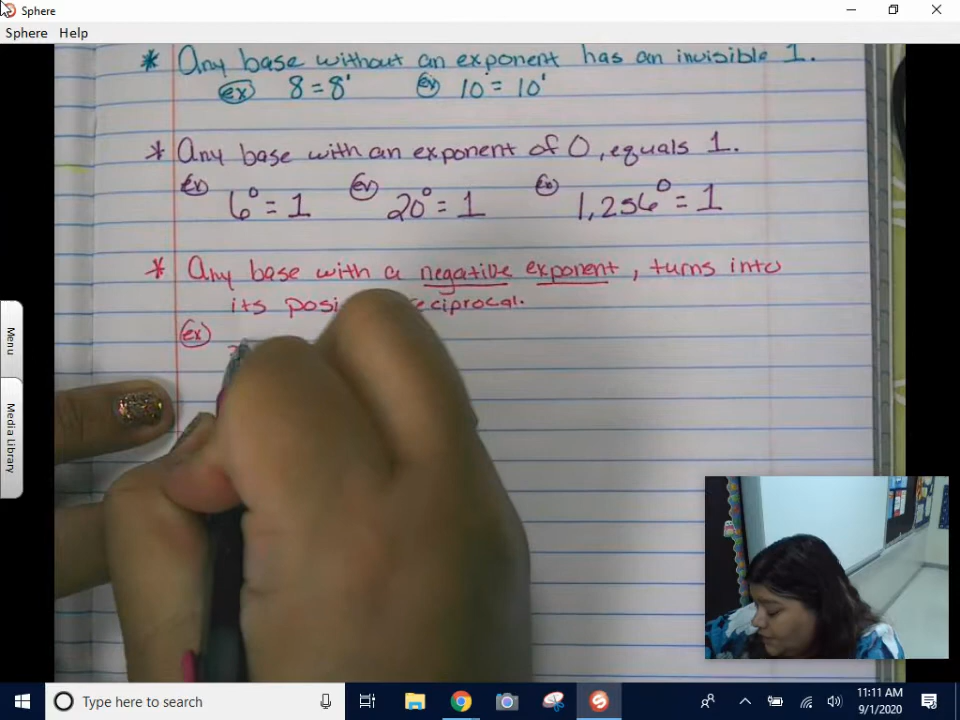 Sphere
Sphere Help
* Any base without an exponent has an invisible 1.
ex 8 = 8¹ ex 10 = 10¹
* Any base with an exponent of 0, equals 1.
ex 6⁰ = 1 ex 20⁰ = 1 ex 1,256⁰ = 1
* Any base with a negative exponent, turns into
its reciprocal.
ex
Menu
Media Library
Type here to search
11:11 AM
9/1/2020